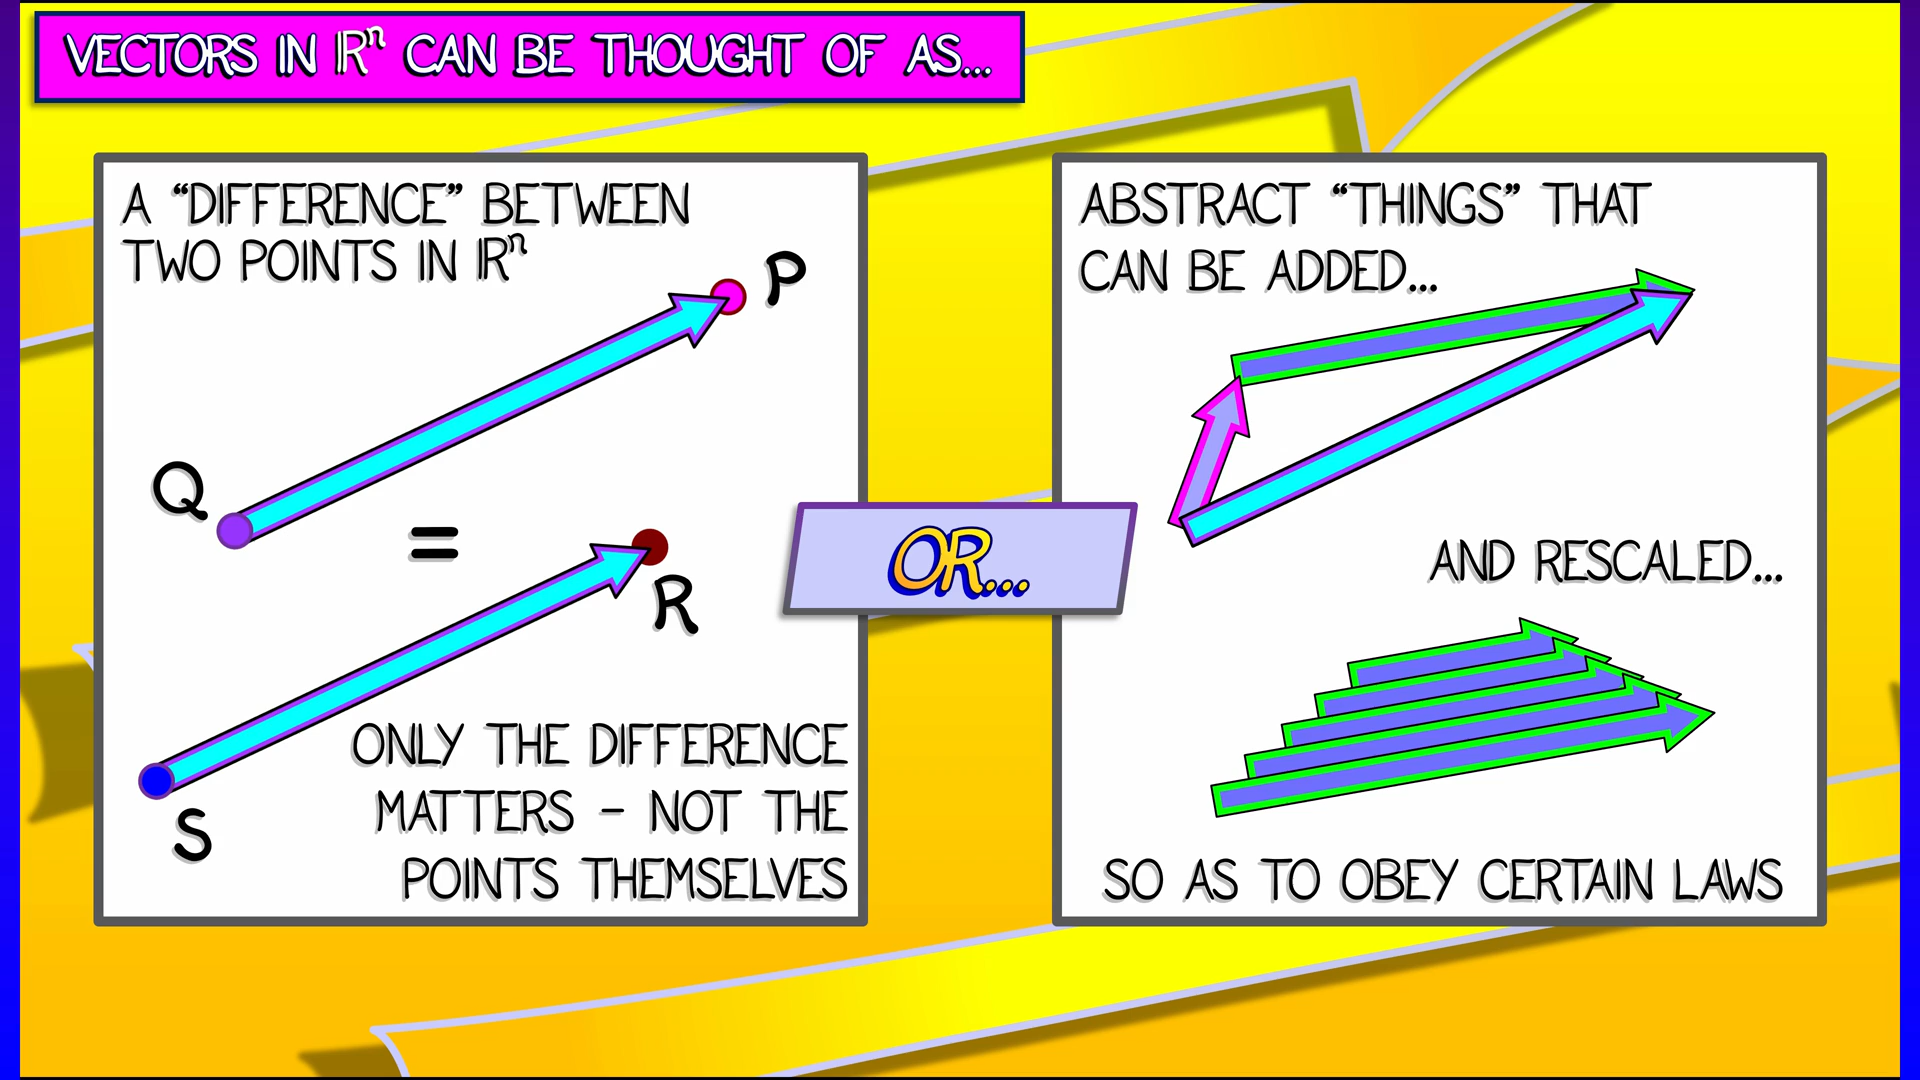 VECTORS IN ℝⁿ CAN BE THOUGHT OF AS...
A “DIFFERENCE” BETWEEN
TWO POINTS IN ℝⁿ
P
Q
=
R
S
ONLY THE DIFFERENCE
MATTERS - NOT THE
POINTS THEMSELVES
OR...
ABSTRACT “THINGS” THAT
CAN BE ADDED...
AND RESCALED...
SO AS TO OBEY CERTAIN LAWS